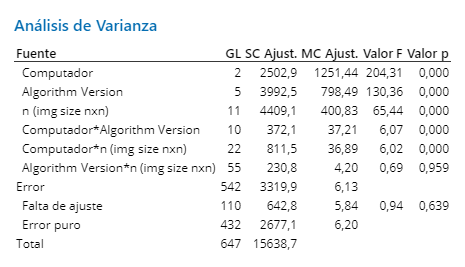 Análisis de Varianza
Fuente GL SC Ajust. MC Ajust. Valor F Valor p
Computador 2 2502,9 1251,44 204,31 0,000
Algorithm Version 5 3992,5 798,49 130,36 0,000
n (img size nxn) 11 4409,1 400,83 65,44 0,000
Computador*Algorithm Version 10 372,1 37,21 6,07 0,000
Computador*n (img size nxn) 22 811,5 36,89 6,02 0,000
Algorithm Version*n (img size nxn) 55 230,8 4,20 0,69 0,959
Error 542 3319,9 6,13
Falta de ajuste 110 642,8 5,84 0,94 0,639
Error puro 432 2677,1 6,20
Total 647 15638,7